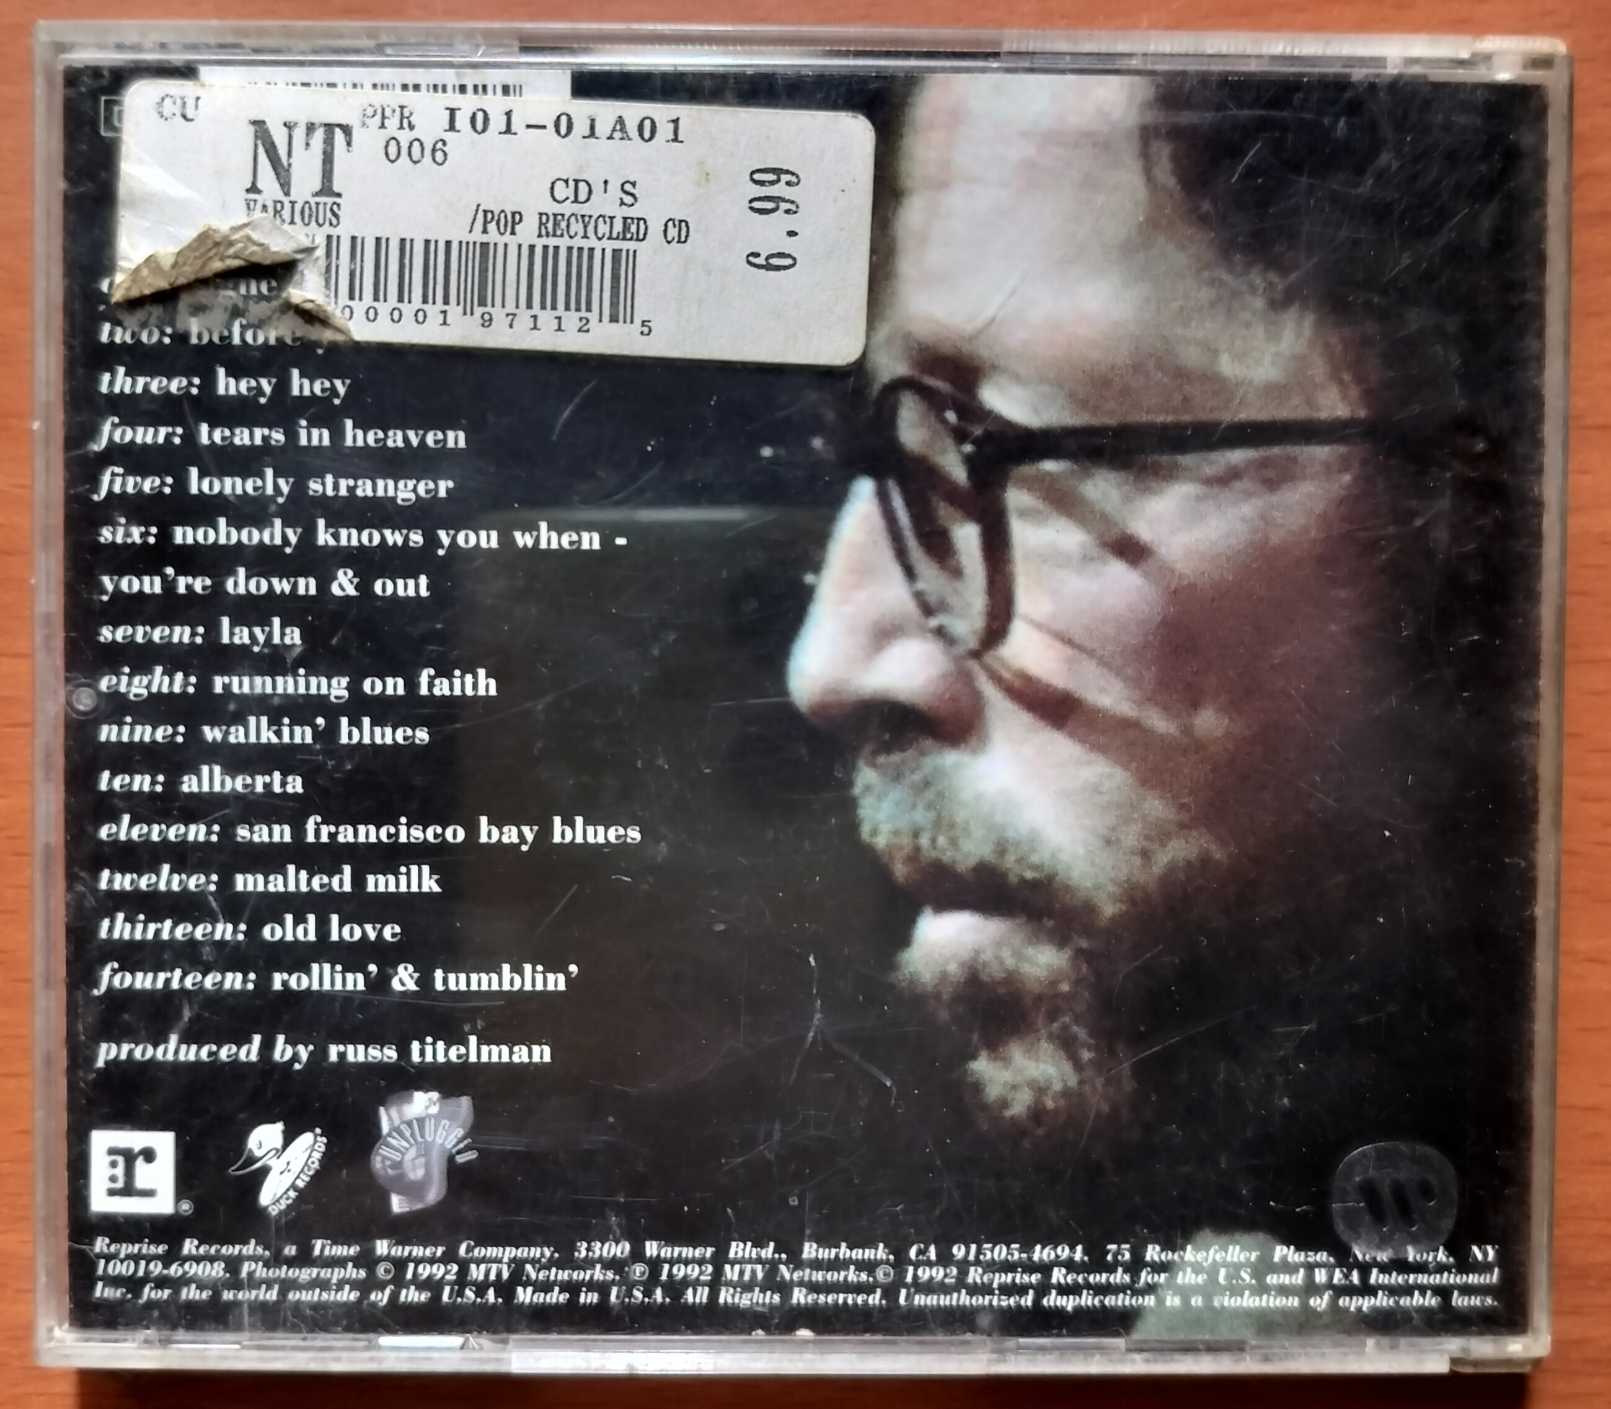 CU
PPR I01-01A01
NT 006
CD'S
VARIOUS /POP RECYCLED CD
6.99
00001 97112 5
two: before
three: hey hey
four: tears in heaven
five: lonely stranger
six: nobody knows you when -
you're down & out
seven: layla
eight: running on faith
nine: walkin' blues
ten: alberta
eleven: san francisco bay blues
twelve: malted milk
thirteen: old love
fourteen: rollin' & tumblin'
produced by russ titelman
r®
DUCK RECORDS
UNPLUGGED
Reprise Records, a Time Warner Company. 3300 Warner Blvd., Burbank, CA 91505-4694. 75 Rockefeller Plaza, New York, NY
10019-6908. Photographs © 1992 MTV Networks. ℗ 1992 MTV Networks.© 1992 Reprise Records for the U.S. and WEA International
Inc. for the world outside of the U.S.A. Made in U.S.A. All Rights Reserved. Unauthorized duplication is a violation of applicable laws.